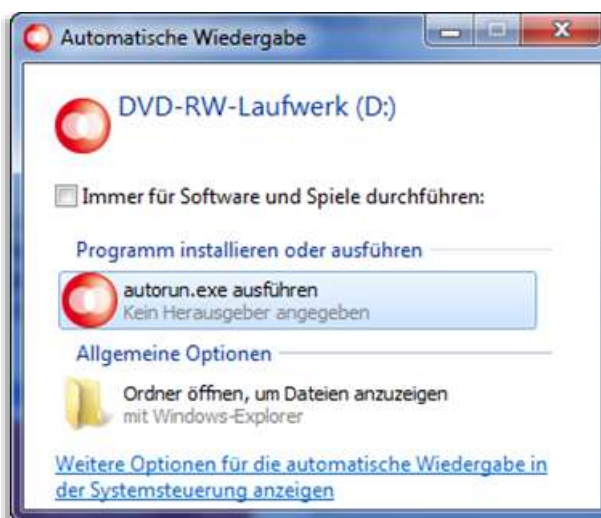 Automatische Wiedergabe
DVD-RW-Laufwerk (D:)
Immer für Software und Spiele durchführen:
Programm installieren oder ausführen
autorun.exe ausführen
Kein Herausgeber angegeben
Allgemeine Optionen
Ordner öffnen, um Dateien anzuzeigen
mit Windows-Explorer
Weitere Optionen für die automatische Wiedergabe in
der Systemsteuerung anzeigen